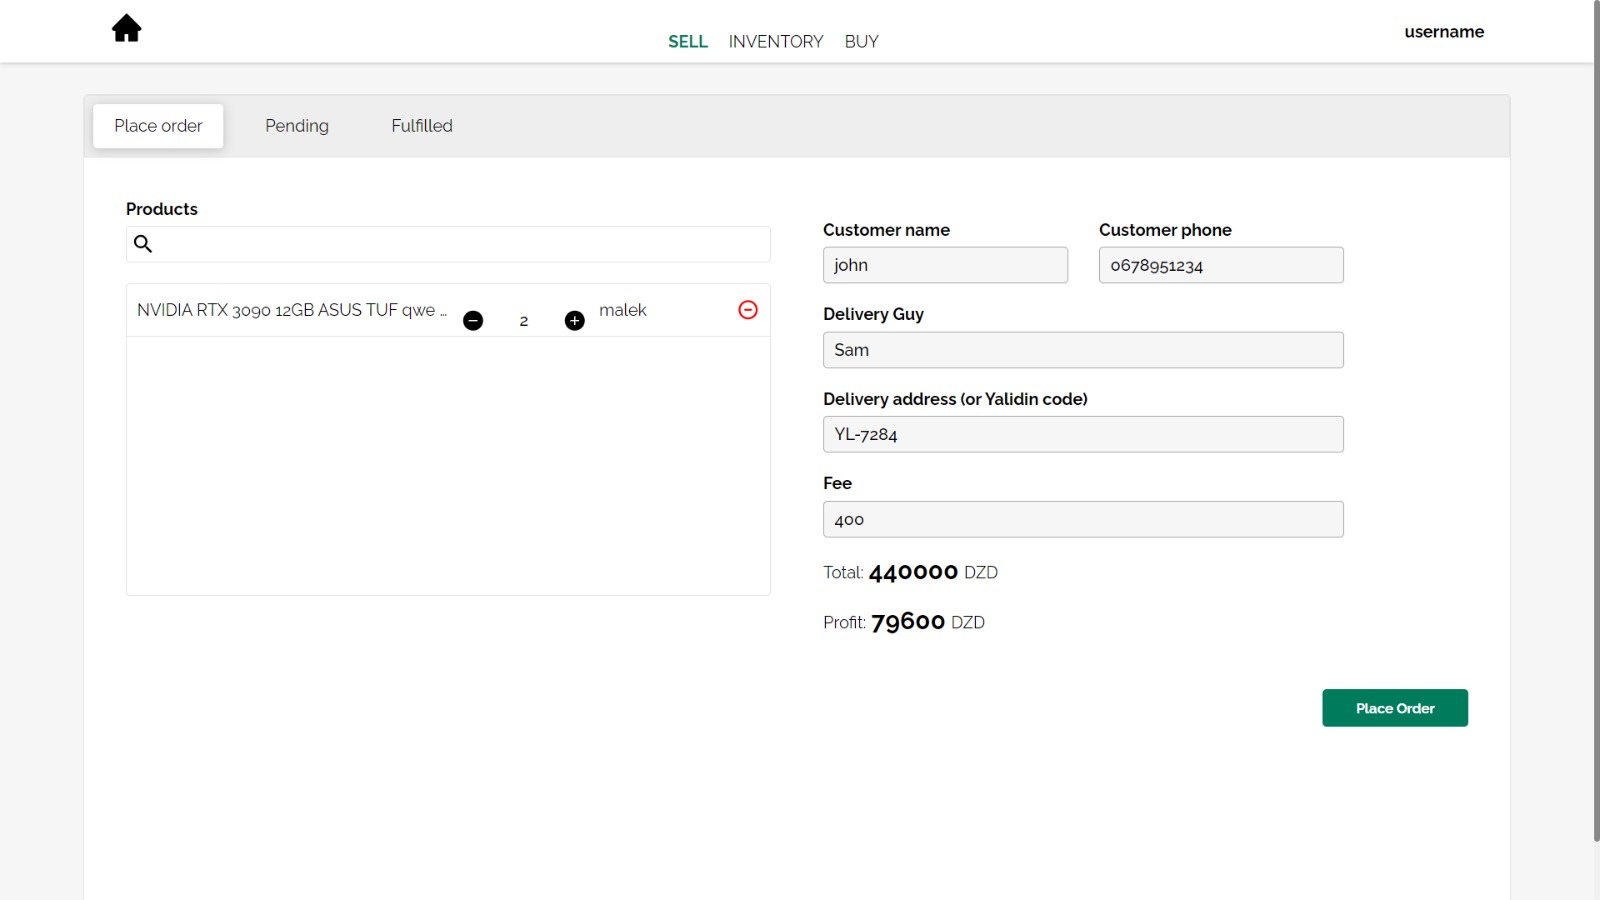 SELL INVENTORY BUY
username
Place order Pending Fulfilled
Products
NVIDIA RTX 3090 12GB ASUS TUF qwe ... 2 malek
Customer name Customer phone
john 0678951234
Delivery Guy
Sam
Delivery address (or Yalidin code)
YL-7284
Fee
400
Total: 440000 DZD
Profit: 79600 DZD
Place Order